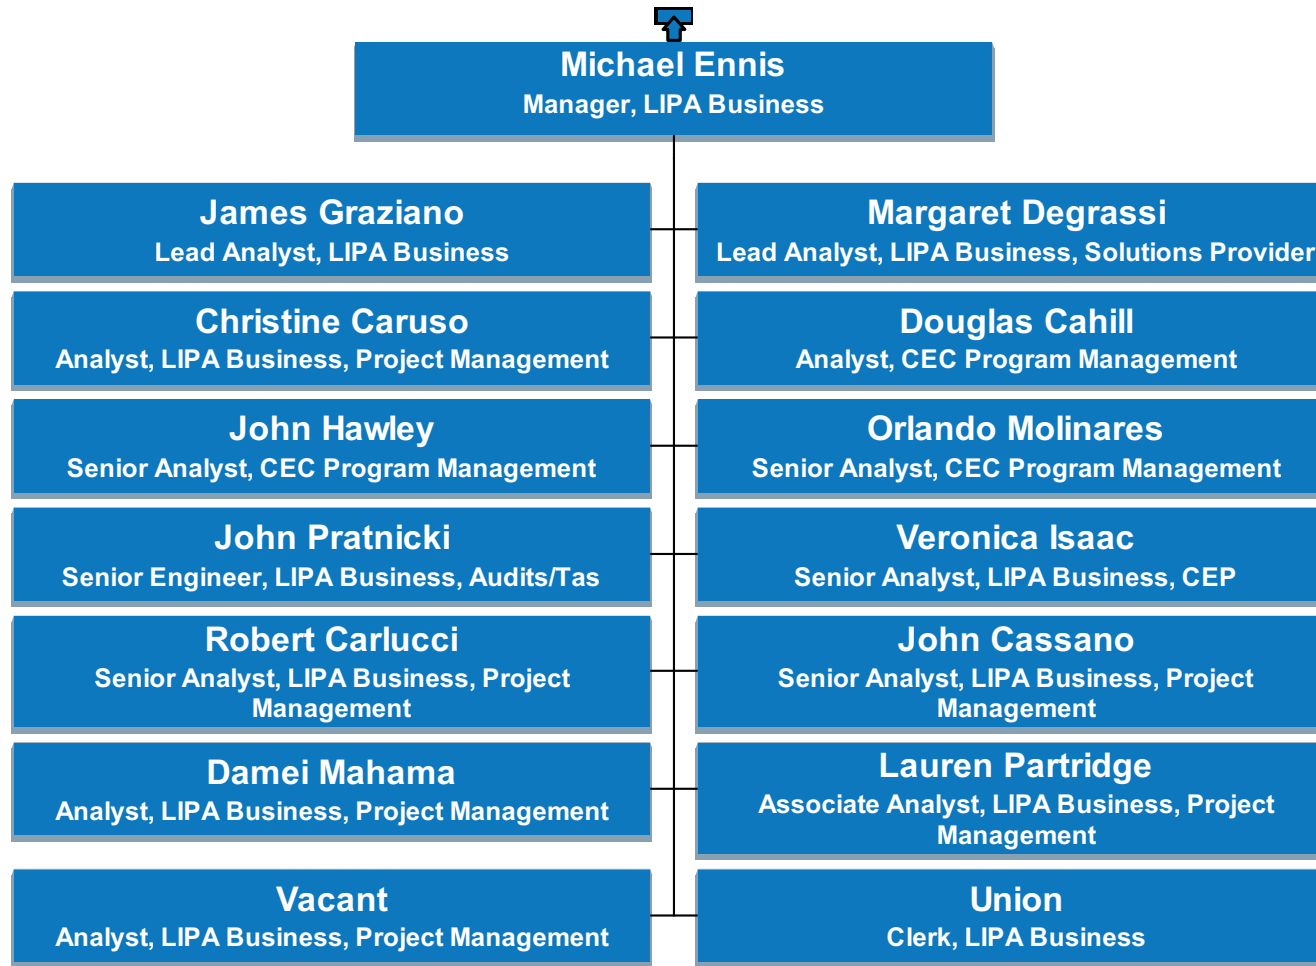 Michael Ennis
Manager, LIPA Business
James Graziano
Lead Analyst, LIPA Business
Margaret Degrassi
Lead Analyst, LIPA Business, Solutions Provider
Christine Caruso
Analyst, LIPA Business, Project Management
Douglas Cahill
Analyst, CEC Program Management
John Hawley
Senior Analyst, CEC Program Management
Orlando Molinares
Senior Analyst, CEC Program Management
John Pratnicki
Senior Engineer, LIPA Business, Audits/Tas
Veronica Isaac
Senior Analyst, LIPA Business, CEP
Robert Carlucci
Senior Analyst, LIPA Business, Project
Management
John Cassano
Senior Analyst, LIPA Business, Project
Management
Damei Mahama
Analyst, LIPA Business, Project Management
Lauren Partridge
Associate Analyst, LIPA Business, Project
Management
Vacant
Analyst, LIPA Business, Project Management
Union
Clerk, LIPA Business